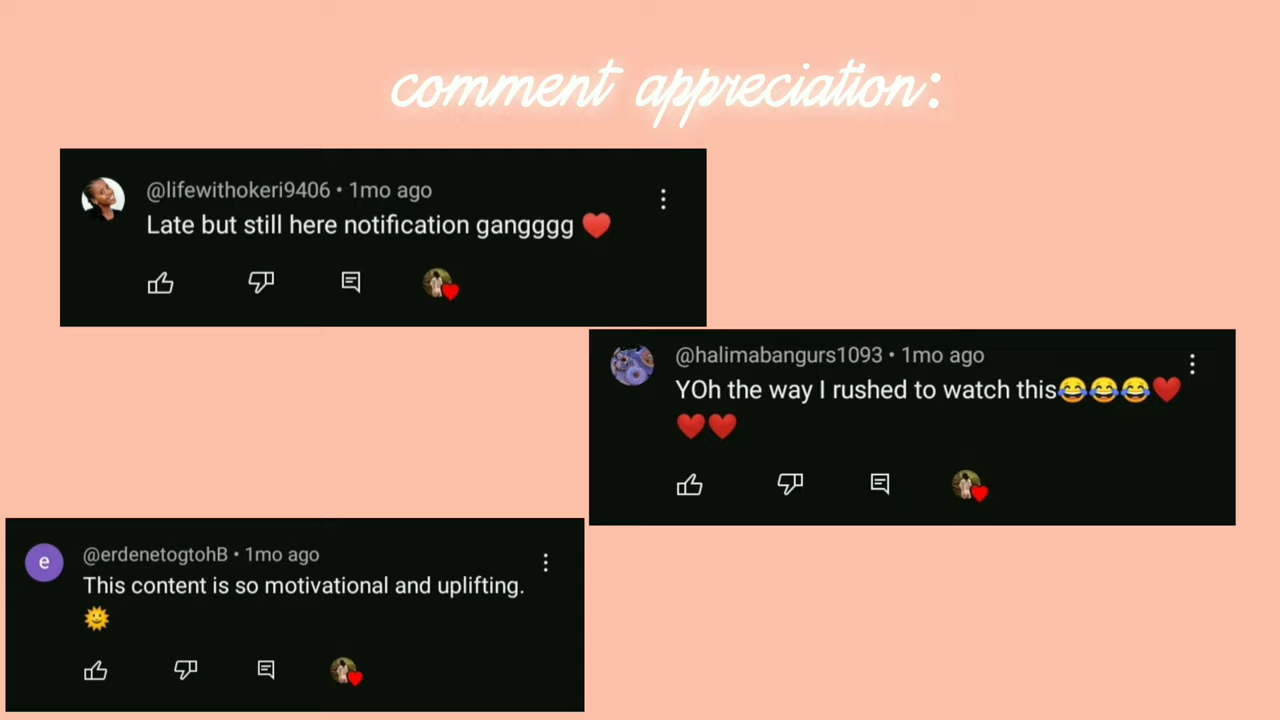 comment appreciation:
@lifewithokeri9406 • 1mo ago
Late but still here notification gangggg ❤️
@halimabangurs1093 • 1mo ago
YOh the way I rushed to watch this😂😂😂❤️
❤️❤️
e
@erdenetogtohB • 1mo ago
This content is so motivational and uplifting.
🌞